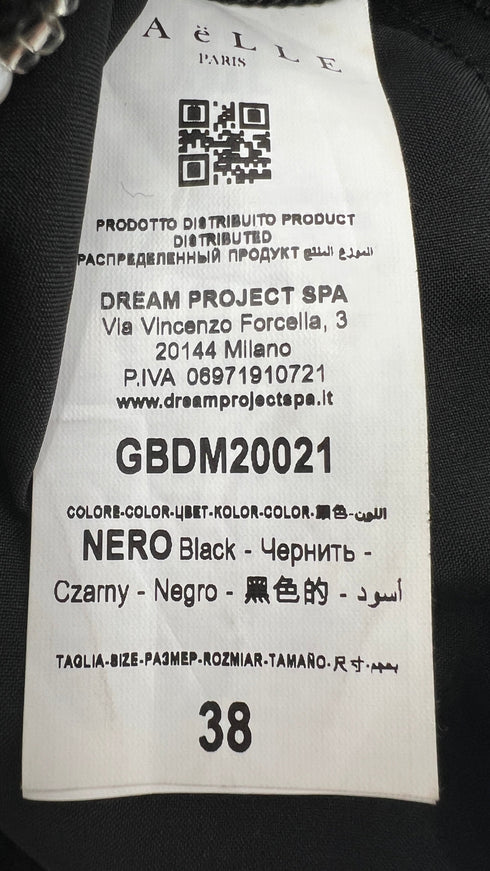 AëLLE
PARIS
PRODOTTO DISTRIBUITO PRODUCT
DISTRIBUTED
РАСПРЕДЕЛЕННЫЙ ПРОДУКТ الموزع المنتج
DREAM PROJECT SPA
Via Vincenzo Forcella, 3
20144 Milano
P.IVA 06971910721
www.dreamprojectspa.it
GBDM20021
COLORE-COLOR-ЦВЕТ-KOLOR-COLOR-顏色-اللون
NERO Black - Чернить -
Czarny - Negro - 黑色的 - أسود
TAGLIA-SIZE-РАЗМЕР-ROZMIAR-TAMAÑO-尺寸-
38